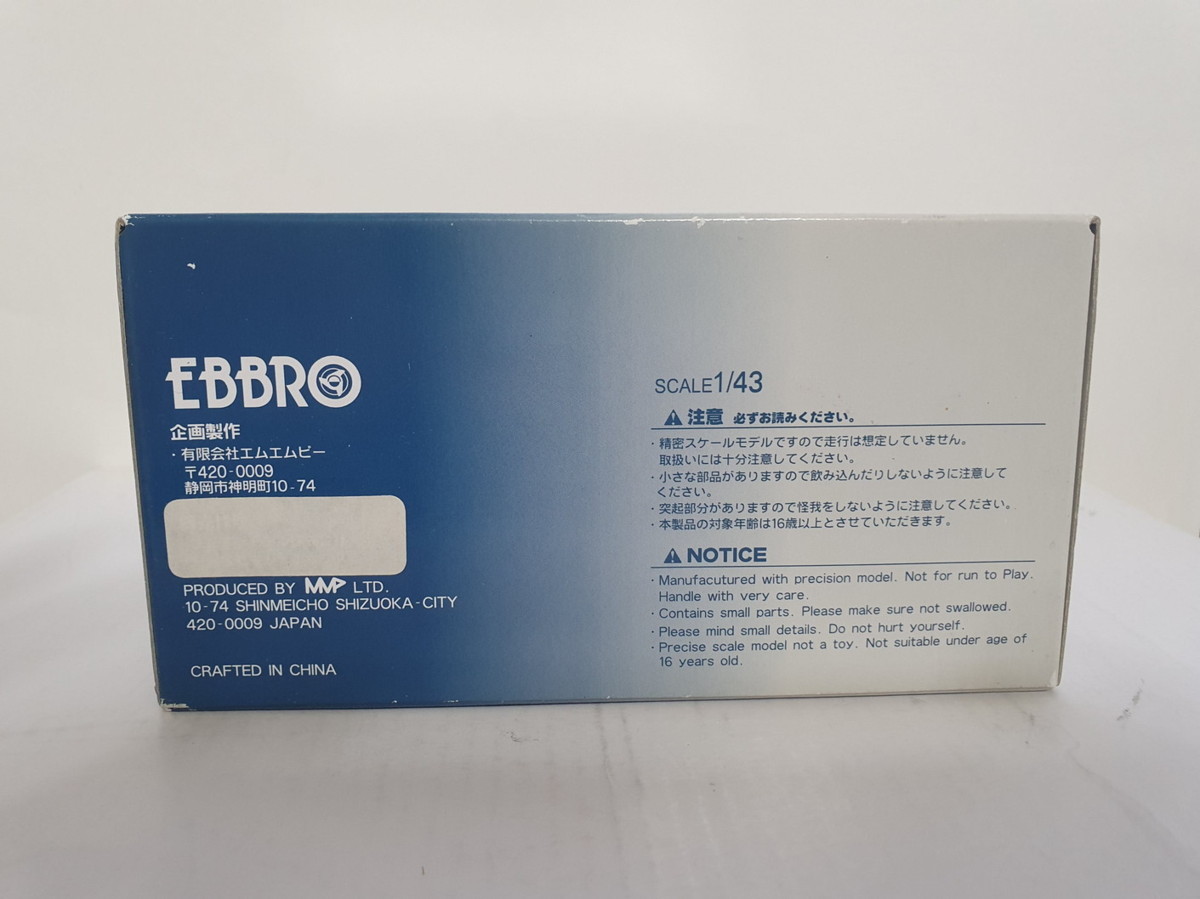 EBBRO
企画製作
・有限会社エムエムピー
〒420-0009
静岡市神明町10-74
PRODUCED BY MMP LTD.
10-74 SHINMEICHO SHIZUOKA-CITY
420-0009 JAPAN
CRAFTED IN CHINA
SCALE1/43
注意 必ずお読みください。
・精密スケールモデルですので走行は想定していません。
取扱いには十分注意してください。
・小さな部品がありますので飲み込んだりしないように注意して
ください。
・突起部分がありますので怪我をしないように注意してください。
・本製品の対象年齢は16歳以上とさせていただきます。
NOTICE
・Manufacutured with precision model. Not for run to Play.
Handle with very care.
・Contains small parts. Please make sure not swallowed.
・Please mind small details. Do not hurt yourself.
・Precise scale model not a toy. Not suitable under age of
16 years old.